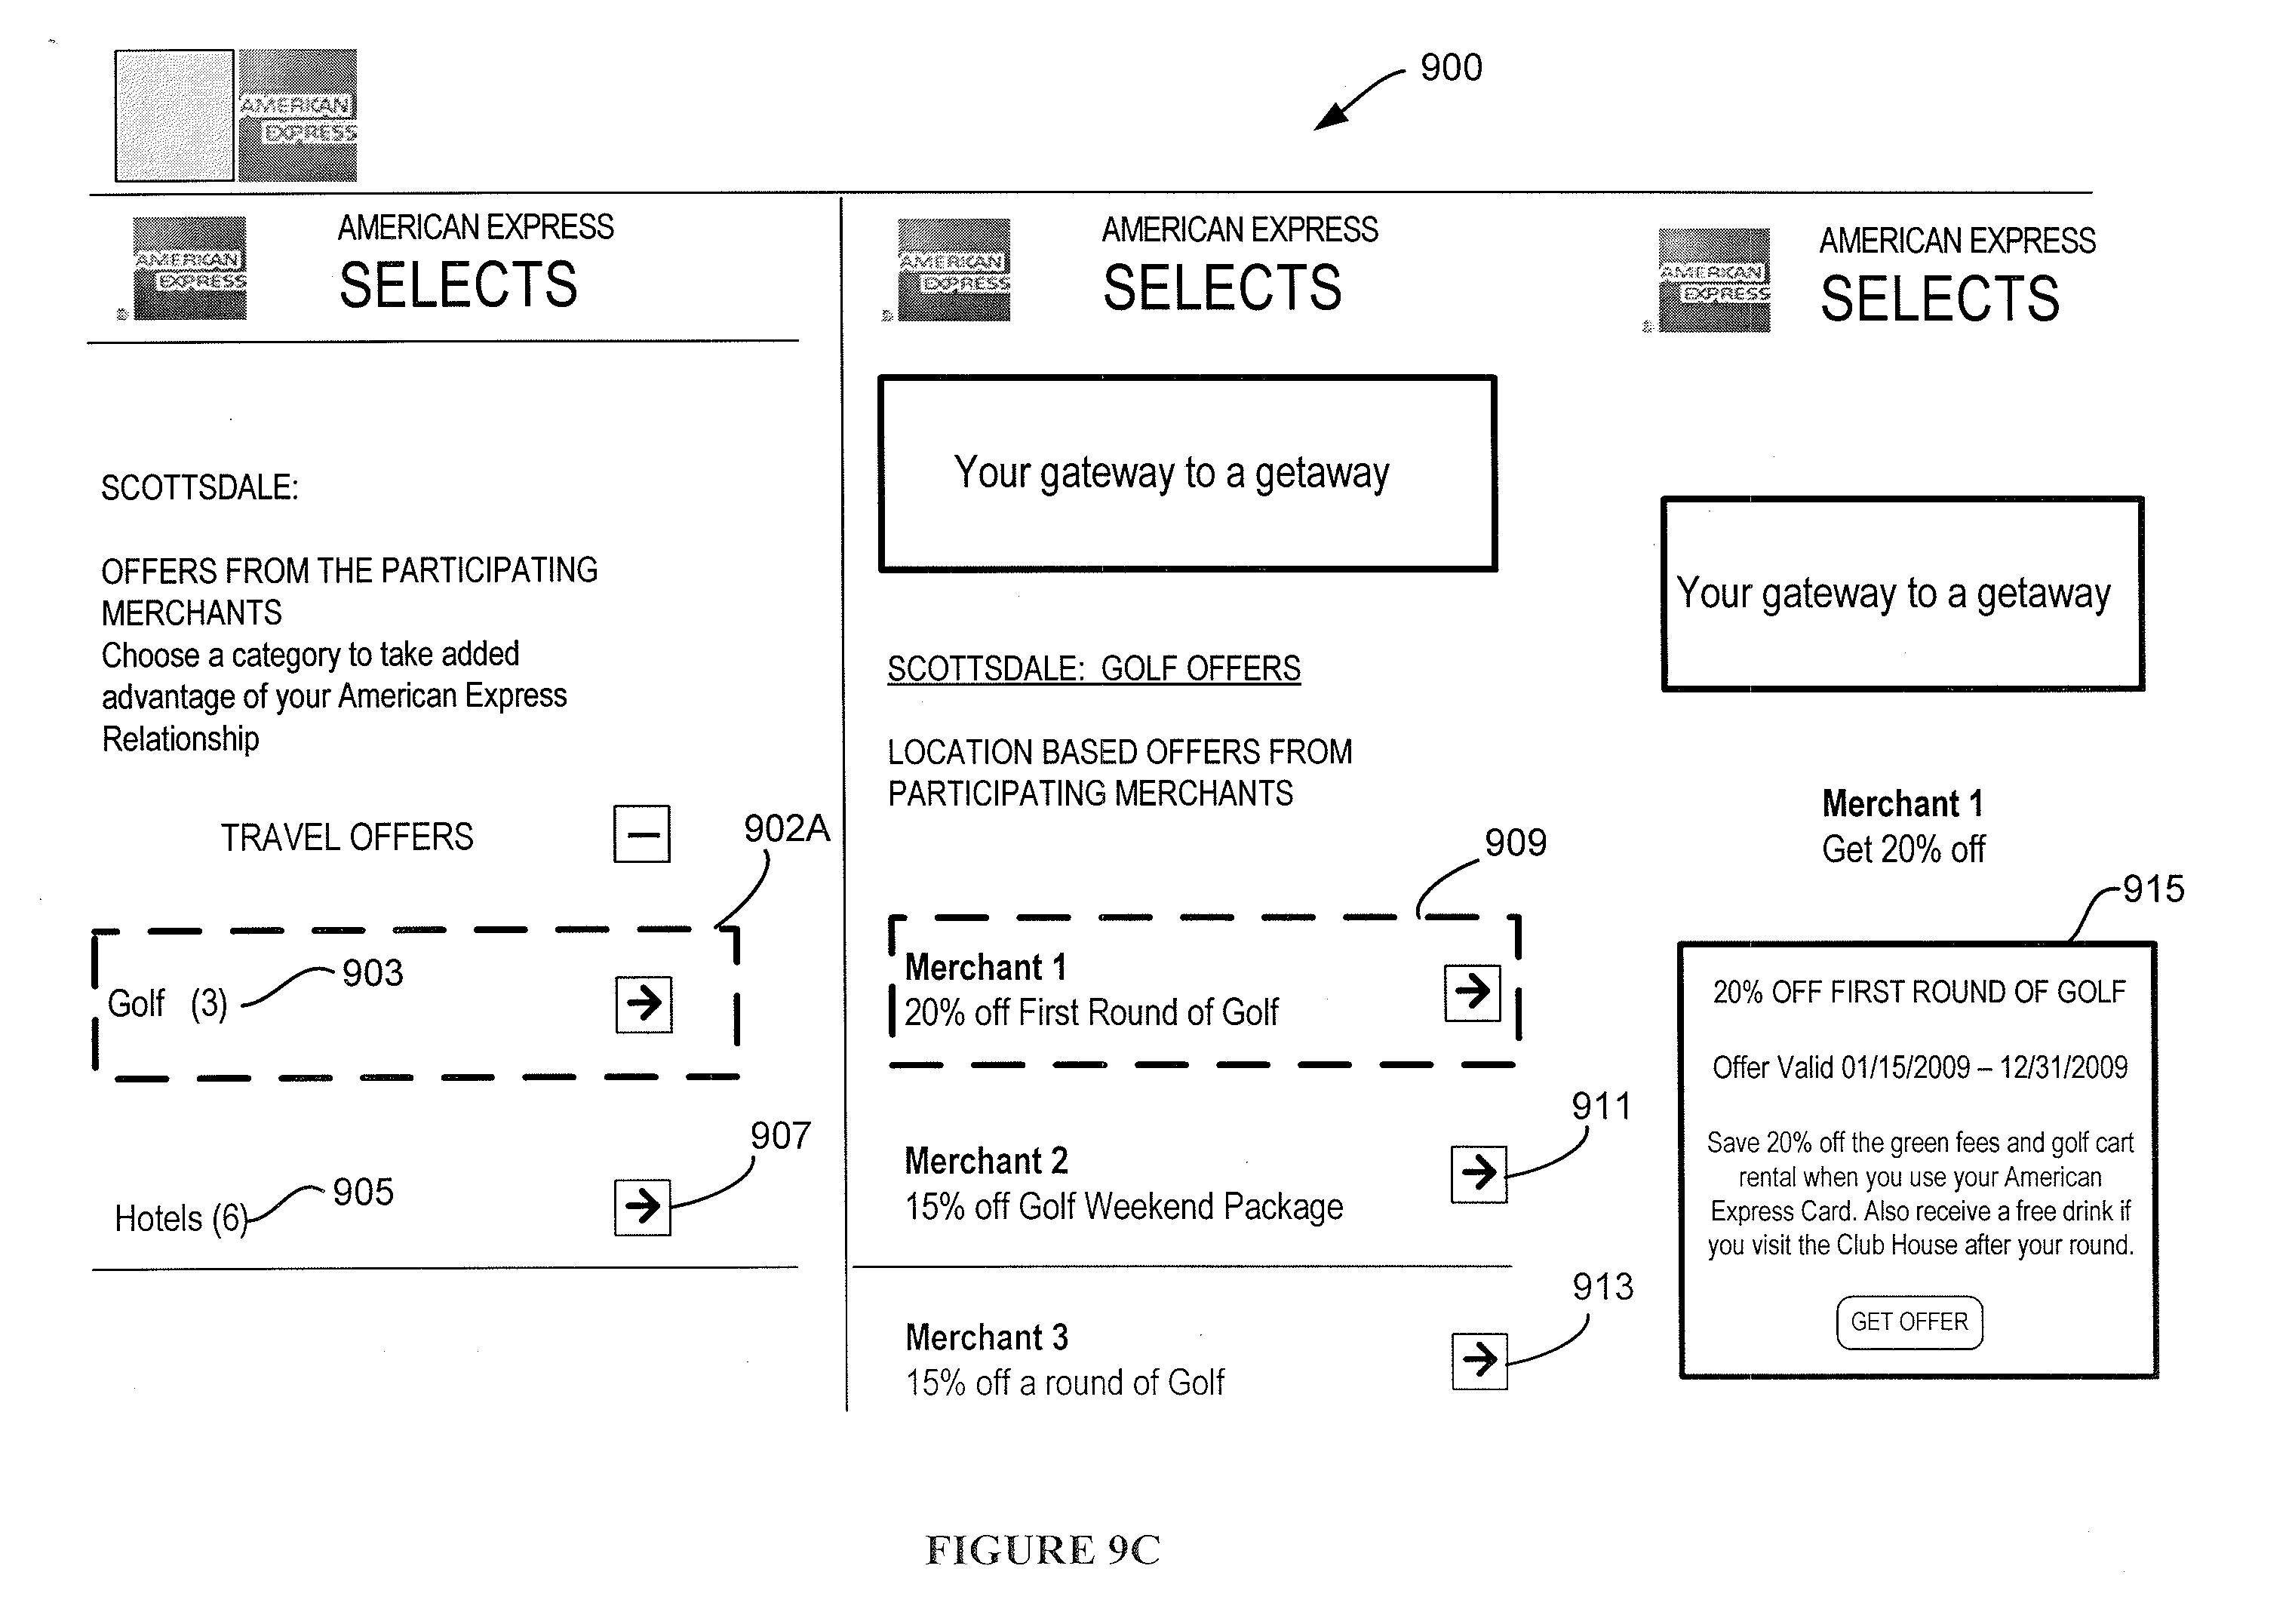 900
AMERICAN
EXPRESS
AMERICAN
EXPRESS
AMERICAN EXPRESS
SELECTS
SCOTTSDALE:
OFFERS FROM THE PARTICIPATING
MERCHANTS
Choose a category to take added
advantage of your American Express
Relationship
TRAVEL OFFERS
902A
Golf (3)
903
Hotels (6)
905
907
AMERICAN
EXPRESS
AMERICAN EXPRESS
SELECTS
Your gateway to a getaway
SCOTTSDALE: GOLF OFFERS
LOCATION BASED OFFERS FROM
PARTICIPATING MERCHANTS
909
Merchant 1
20% off First Round of Golf
911
Merchant 2
15% off Golf Weekend Package
913
Merchant 3
15% off a round of Golf
AMERICAN
EXPRESS
AMERICAN EXPRESS
SELECTS
Your gateway to a getaway
Merchant 1
Get 20% off
915
20% OFF FIRST ROUND OF GOLF
Offer Valid 01/15/2009 – 12/31/2009
Save 20% off the green fees and golf cart
rental when you use your American
Express Card. Also receive a free drink if
you visit the Club House after your round.
GET OFFER
FIGURE 9C